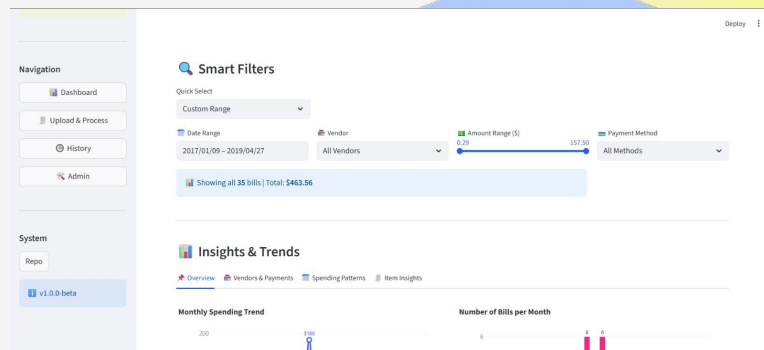 Deploy
Navigation
Dashboard
Upload & Process
History
Admin
System
Repo
v1.0.0-beta
Smart Filters
Quick Select
Custom Range
Date Range
2017/01/09 – 2019/04/27
Vendor
All Vendors
Amount Range ($)
0.29 157.50
Payment Method
All Methods
Showing all 35 bills | Total: $463.56
Insights & Trends
Overview Vendors & Payments Spending Patterns Item Insights
Monthly Spending Trend
200
Number of Bills per Month
6
6 6